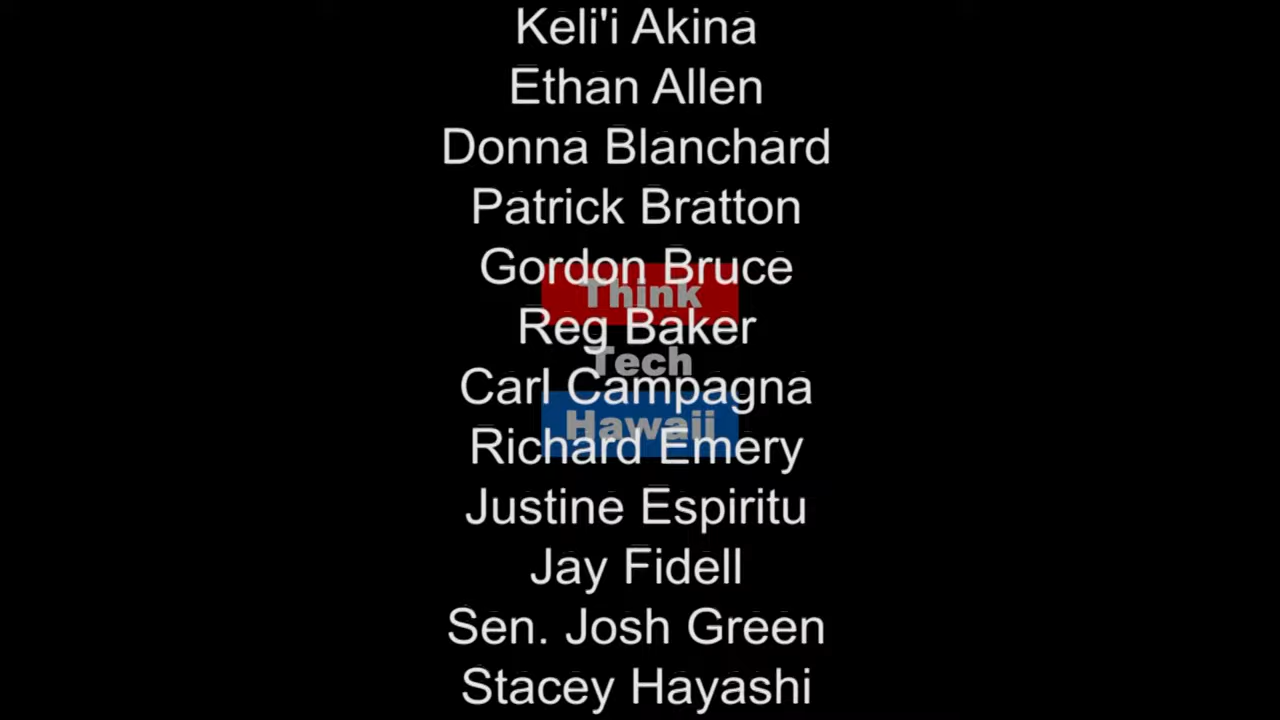 Keli'i Akina
Ethan Allen
Donna Blanchard
Patrick Bratton
Gordon Bruce
Think
Reg Baker
Tech
Carl Campagna
Hawaii
Richard Emery
Justine Espiritu
Jay Fidell
Sen. Josh Green
Stacey Hayashi